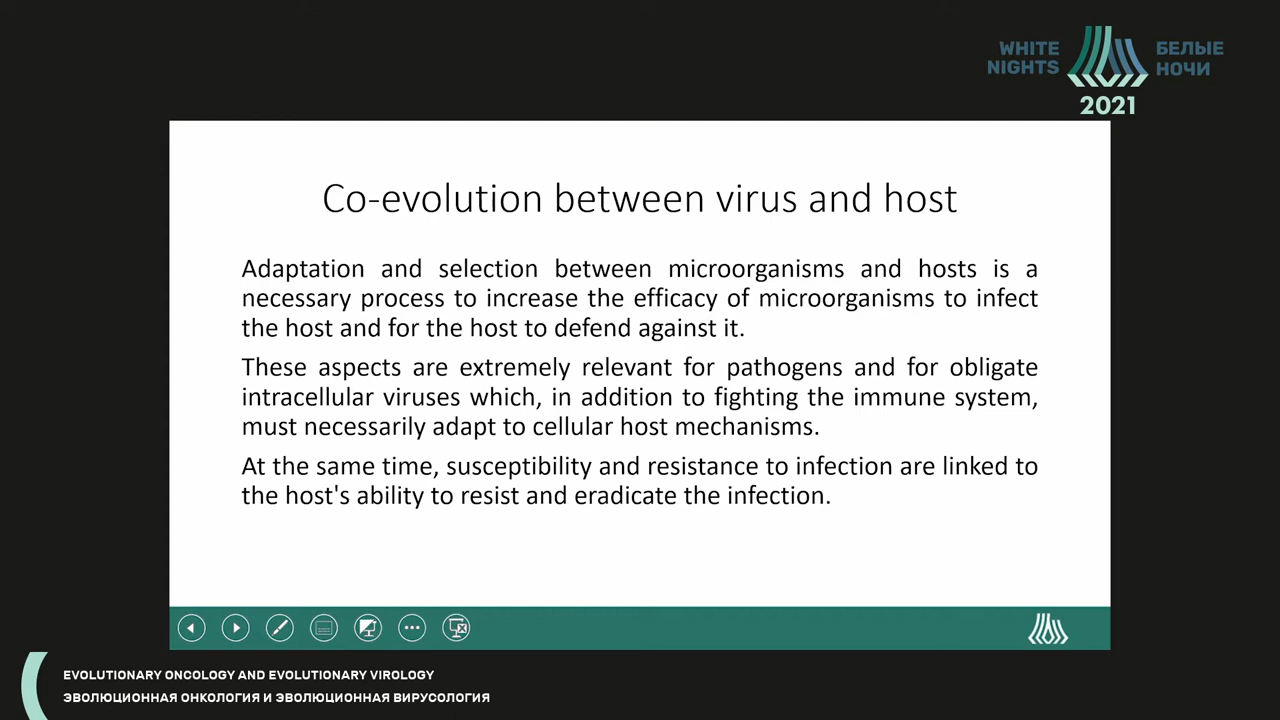 WHITE NIGHTS
БЕЛЫЕ НОЧИ
2021
Co-evolution between virus and host
Adaptation and selection between microorganisms and hosts is a
necessary process to increase the efficacy of microorganisms to infect
the host and for the host to defend against it.
These aspects are extremely relevant for pathogens and for obligate
intracellular viruses which, in addition to fighting the immune system,
must necessarily adapt to cellular host mechanisms.
At the same time, susceptibility and resistance to infection are linked to
the host's ability to resist and eradicate the infection.
EVOLUTIONARY ONCOLOGY AND EVOLUTIONARY VIROLOGY
ЭВОЛЮЦИОННАЯ ОНКОЛОГИЯ И ЭВОЛЮЦИОННАЯ ВИРУСОЛОГИЯ